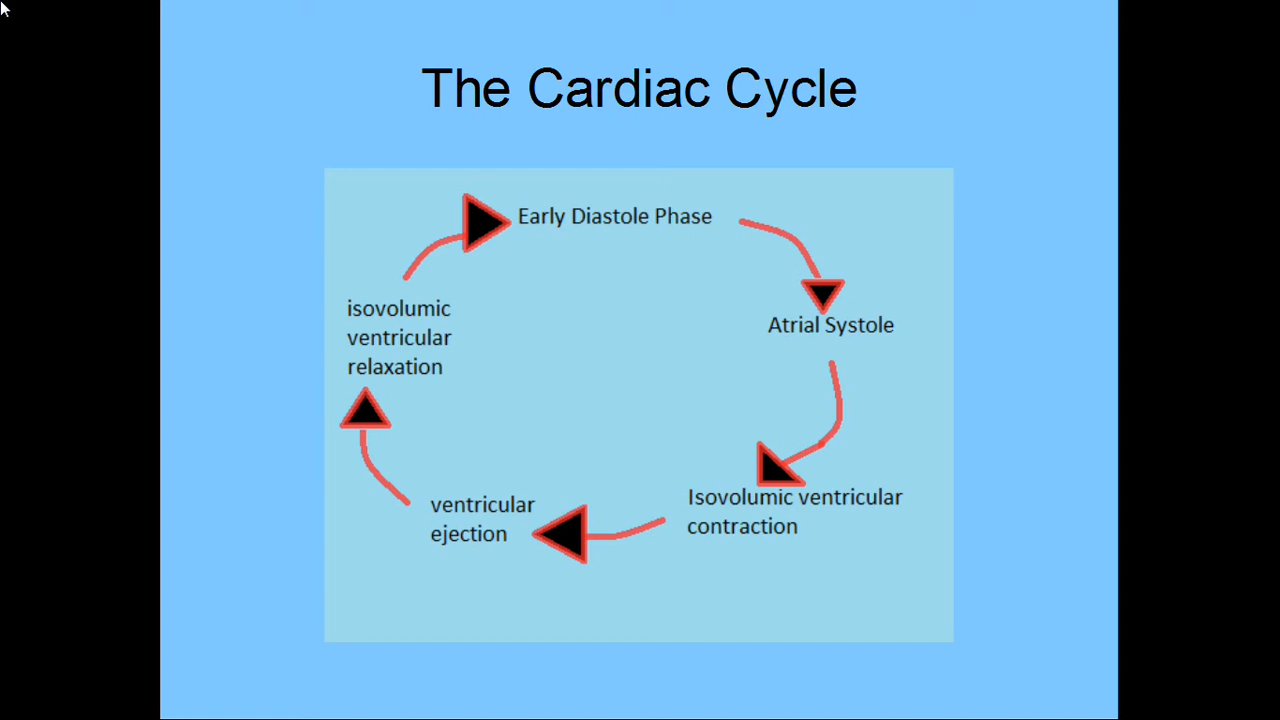 The Cardiac Cycle
Early Diastole Phase
Atrial Systole
Isovolumic ventricular
contraction
ventricular
ejection
isovolumic
ventricular
relaxation